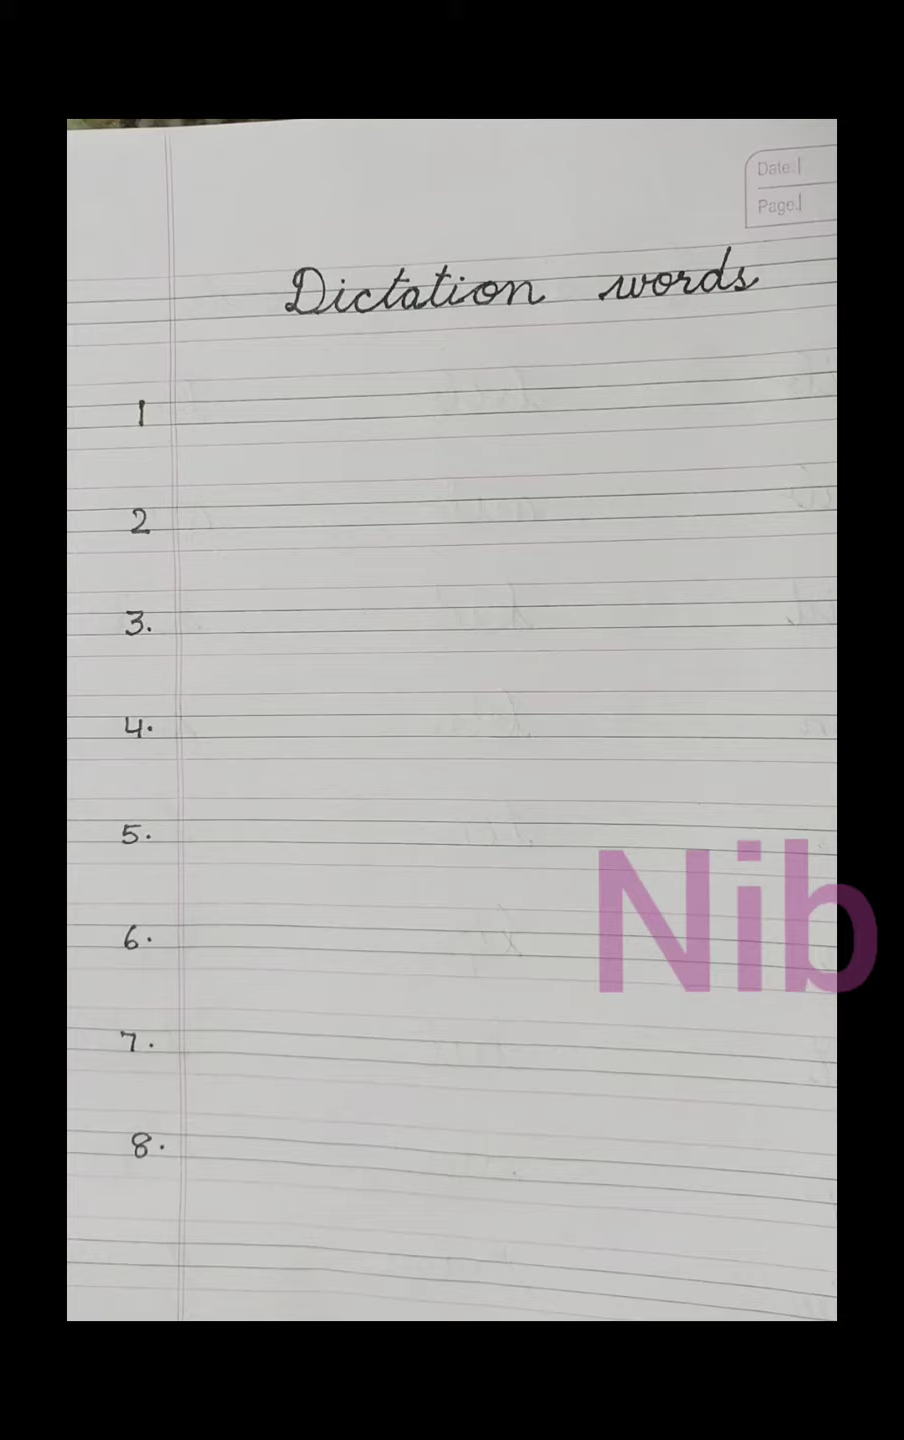 Date.
Page.
Dictation words
1
2
3.
4.
5.
Nib
6.
7.
8.